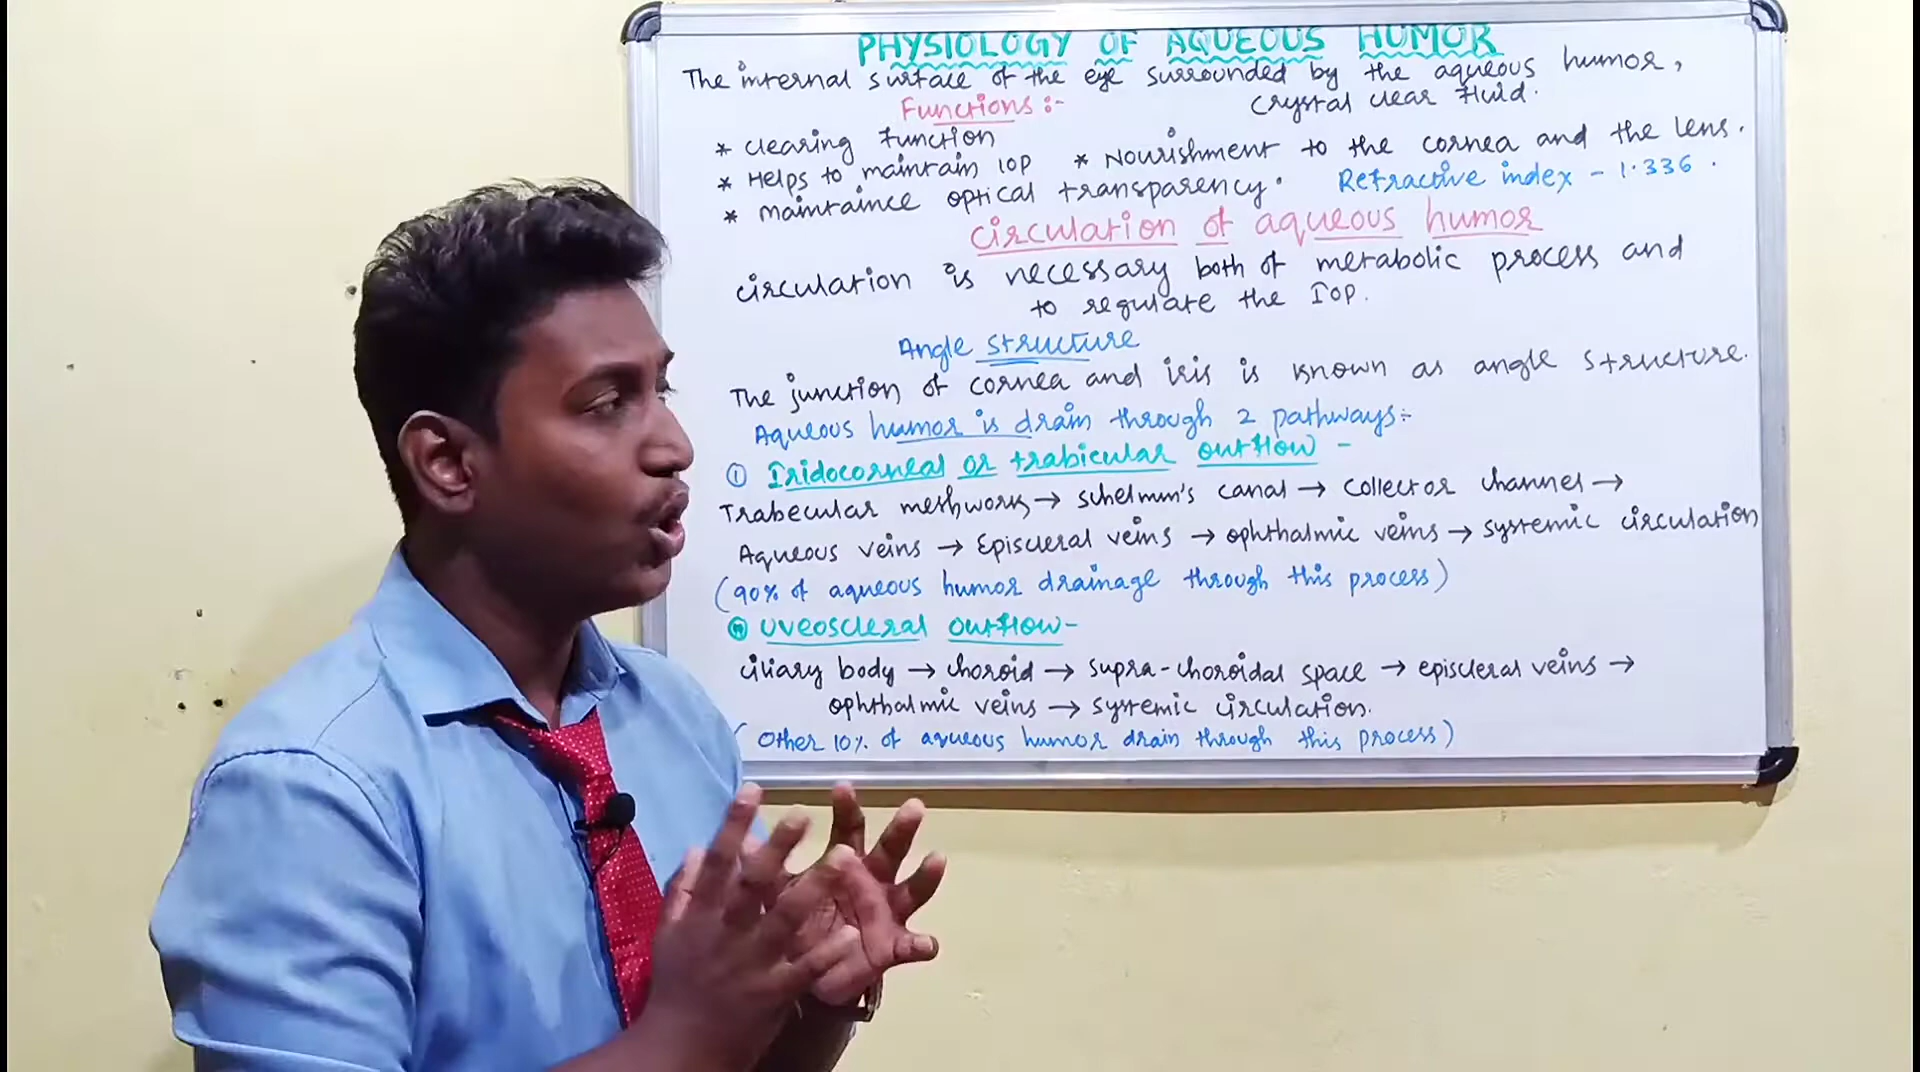 PHYSIOLOGY OF AQUEOUS HUMOR
The internal surface of the eye surrounded by the aqueous humor,
crystal clear fluid.
Functions :-
* clearing function
* Helps to maintain IOP * Nourishment to the cornea and the lens.
* maintaince optical transparency. Refractive index - 1.336 .
circulation of aqueous humor
circulation is necessary both of metabolic process and
to regulate the IOP.
Angle structure
The junction of cornea and iris is known as angle structure.
Aqueous humor is drain through 2 pathways:-
① Iridocorneal or trabicular outflow -
Trabecular meshwork → schelmm's canal → collector channel →
Aqueous veins → Episcleral veins → ophthalmic veins → systemic circulation
(90% of aqueous humor drainage through this process)
ⓘⓘ Uveoscleral outflow-
ciliary body → choroid → supra-choroidal space → episcleral veins →
ophthalmic veins → systemic circulation.
( Other 10% of aqueous humor drain through this process)